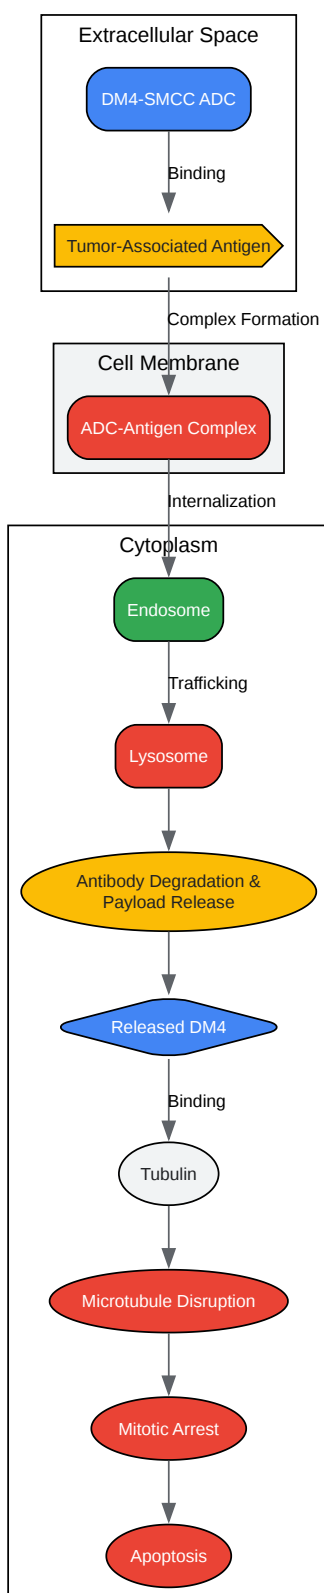 Extracellular Space
DM4-SMCC ADC
Binding
Tumor-Associated Antigen
Complex Formation
Cell Membrane
ADC-Antigen Complex
Internalization
Cytoplasm
Endosome
Trafficking
Lysosome
Antibody Degradation &
Payload Release
Released DM4
Binding
Tubulin
Microtubule Disruption
Mitotic Arrest
Apoptosis